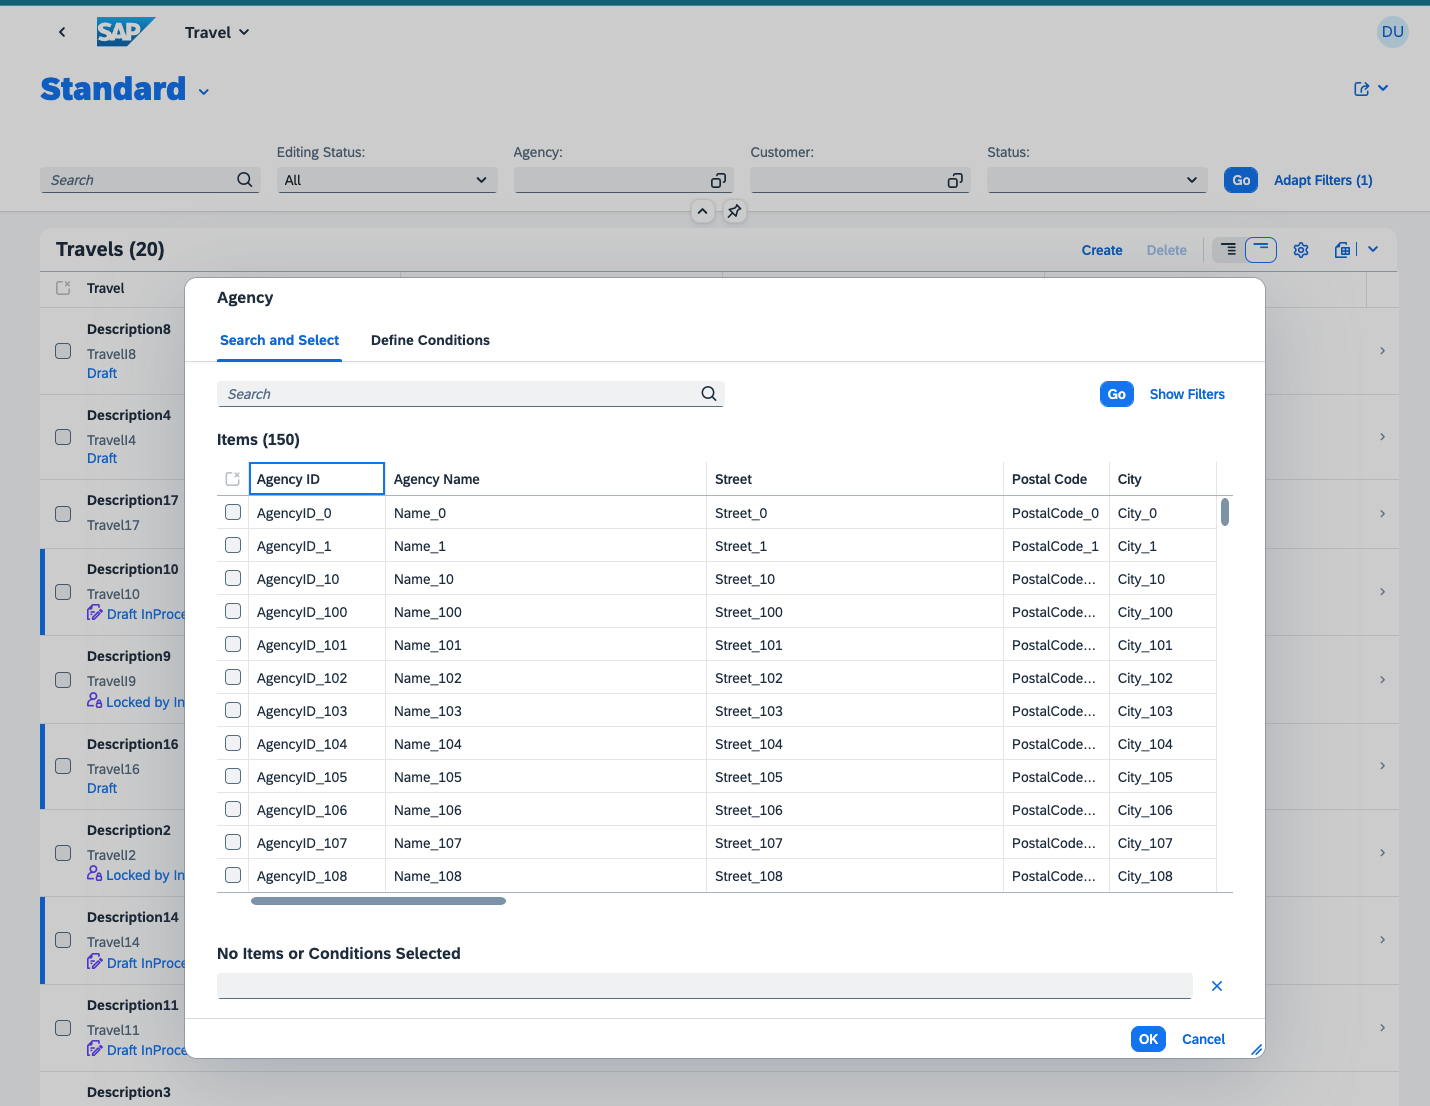 SAP
Travel
DU
Standard
Editing Status:
Agency:
Customer:
Status:
Search
All
Go
Adapt Filters (1)
Travels (20)
Create
Delete
Travel
Description8
Travell8
Draft
Description4
Travell4
Draft
Description17
Travel17
Description10
Travel10
Draft InProce
Description9
Travell9
Locked by In
Description16
Travel16
Draft
Description2
Travell2
Locked by In
Description14
Travel14
Draft InProce
Description11
Travel11
Draft InProce
Description3
Agency
Search and Select
Define Conditions
Search
Go
Show Filters
Items (150)
Agency ID Agency Name Street Postal Code City
AgencyID_0 Name_0 Street_0 PostalCode_0 City_0
AgencyID_1 Name_1 Street_1 PostalCode_1 City_1
AgencyID_10 Name_10 Street_10 PostalCode... City_10
AgencyID_100 Name_100 Street_100 PostalCode... City_100
AgencyID_101 Name_101 Street_101 PostalCode... City_101
AgencyID_102 Name_102 Street_102 PostalCode... City_102
AgencyID_103 Name_103 Street_103 PostalCode... City_103
AgencyID_104 Name_104 Street_104 PostalCode... City_104
AgencyID_105 Name_105 Street_105 PostalCode... City_105
AgencyID_106 Name_106 Street_106 PostalCode... City_106
AgencyID_107 Name_107 Street_107 PostalCode... City_107
AgencyID_108 Name_108 Street_108 PostalCode... City_108
No Items or Conditions Selected
OK
Cancel